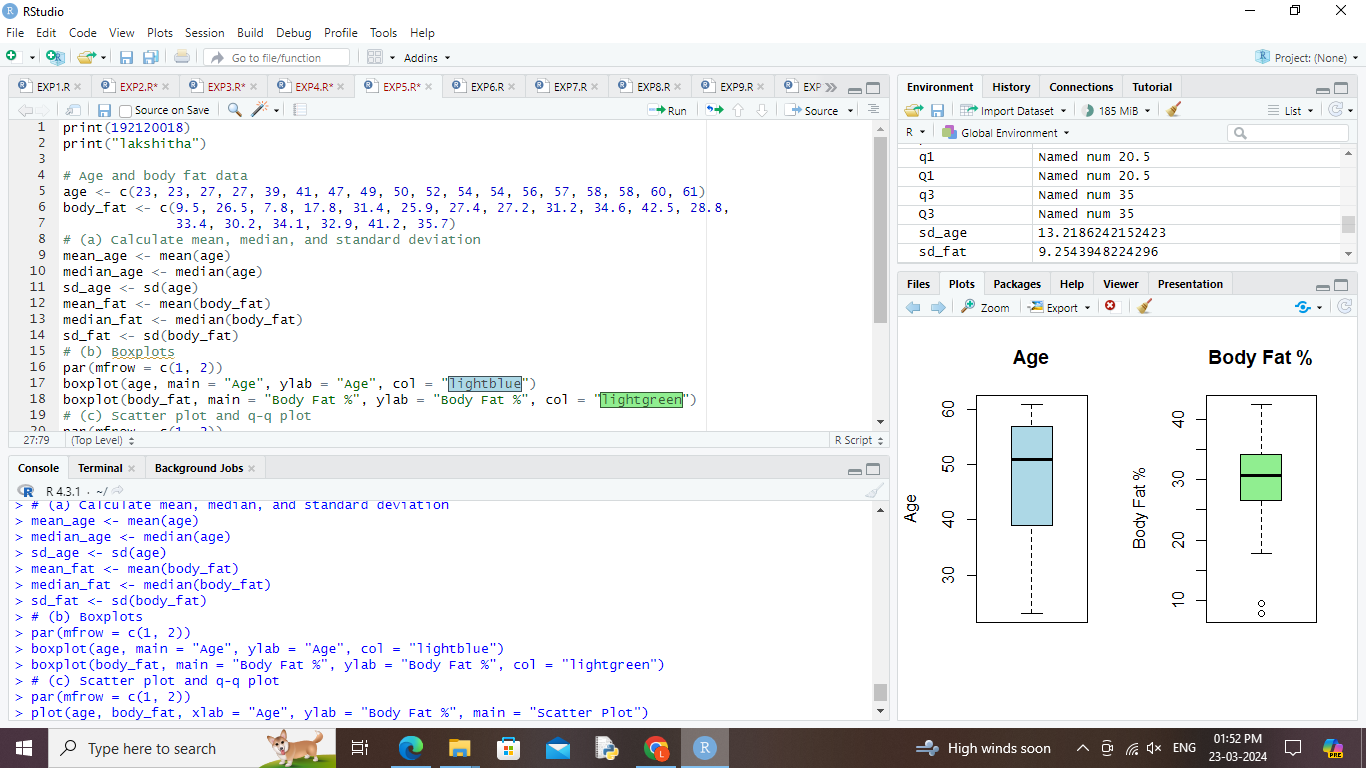 RStudio
File Edit Code View Plots Session Build Debug Profile Tools Help
Go to file/function Addins Project: (None)
EXP1.R EXP2.R* EXP3.R* EXP4.R* EXP5.R* EXP6.R EXP7.R EXP8.R EXP9.R EXP
Source on Save Run Source
1 print(192120018)
2 print("lakshitha")
3
4 # Age and body fat data
5 age <- c(23, 23, 27, 27, 39, 41, 47, 49, 50, 52, 54, 54, 56, 57, 58, 58, 60, 61)
6 body_fat <- c(9.5, 26.5, 7.8, 17.8, 31.4, 25.9, 27.4, 27.2, 31.2, 34.6, 42.5, 28.8,
7 33.4, 30.2, 34.1, 32.9, 41.2, 35.7)
8 # (a) Calculate mean, median, and standard deviation
9 mean_age <- mean(age)
10 median_age <- median(age)
11 sd_age <- sd(age)
12 mean_fat <- mean(body_fat)
13 median_fat <- median(body_fat)
14 sd_fat <- sd(body_fat)
15 # (b) Boxplots
16 par(mfrow = c(1, 2))
17 boxplot(age, main = "Age", ylab = "Age", col = "lightblue")
18 boxplot(body_fat, main = "Body Fat %", ylab = "Body Fat %", col = "lightgreen")
19 # (c) Scatter plot and q-q plot
20 par(mfrow = c(1, 2))
27:79 (Top Level) R Script
Console Terminal Background Jobs
R 4.3.1 · ~/
> # (a) Calculate mean, median, and standard deviation
> mean_age <- mean(age)
> median_age <- median(age)
> sd_age <- sd(age)
> mean_fat <- mean(body_fat)
> median_fat <- median(body_fat)
> sd_fat <- sd(body_fat)
> # (b) Boxplots
> par(mfrow = c(1, 2))
> boxplot(age, main = "Age", ylab = "Age", col = "lightblue")
> boxplot(body_fat, main = "Body Fat %", ylab = "Body Fat %", col = "lightgreen")
> # (c) Scatter plot and q-q plot
> par(mfrow = c(1, 2))
> plot(age, body_fat, xlab = "Age", ylab = "Body Fat %", main = "Scatter Plot")
Environment History Connections Tutorial
Import Dataset 185 MiB List
R Global Environment
q1 Named num 20.5
Q1 Named num 20.5
q3 Named num 35
Q3 Named num 35
sd_age 13.2186242152423
sd_fat 9.2543948224296
Files Plots Packages Help Viewer Presentation
Zoom Export
Age
Age
60
50
40
30
Body Fat %
Body Fat %
40
30
20
10
Type here to search
High winds soon ENG 01:52 PM
23-03-2024
PRE